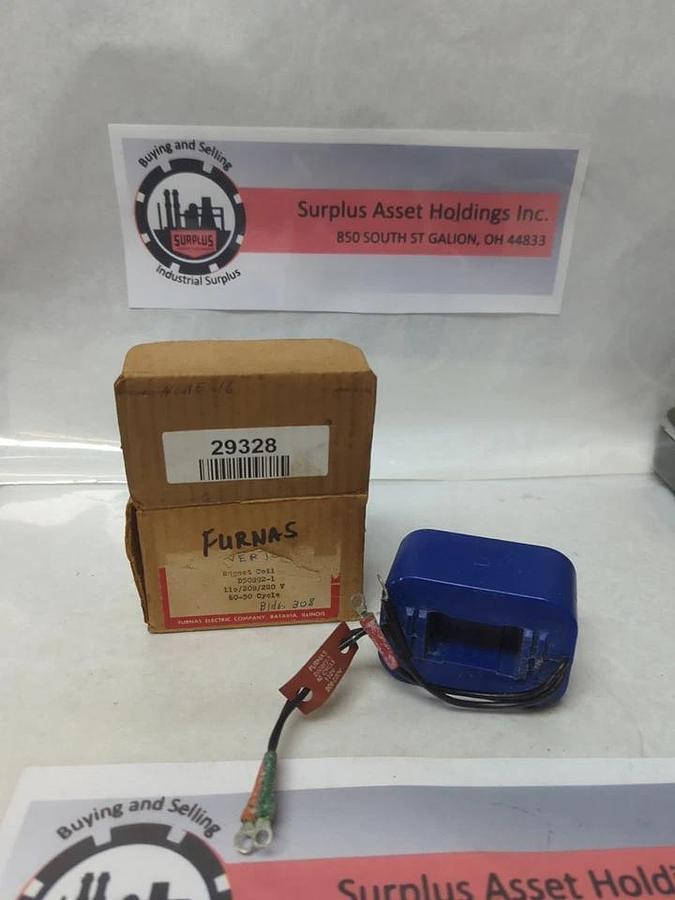 Buying and Selling
SURPLUS
Industrial Surplus
Surplus Asset Holdings Inc.
850 SOUTH ST GALION, OH 44833
29328
FURNAS
Magnet Coil
D50892-1
110/208/220 V
60-50 Cycle
Bldg. 308
FURNAS ELECTRIC COMPANY, BATAVIA, ILLINOIS
FURNAS
Buying and Selling
Surplus Asset Hold